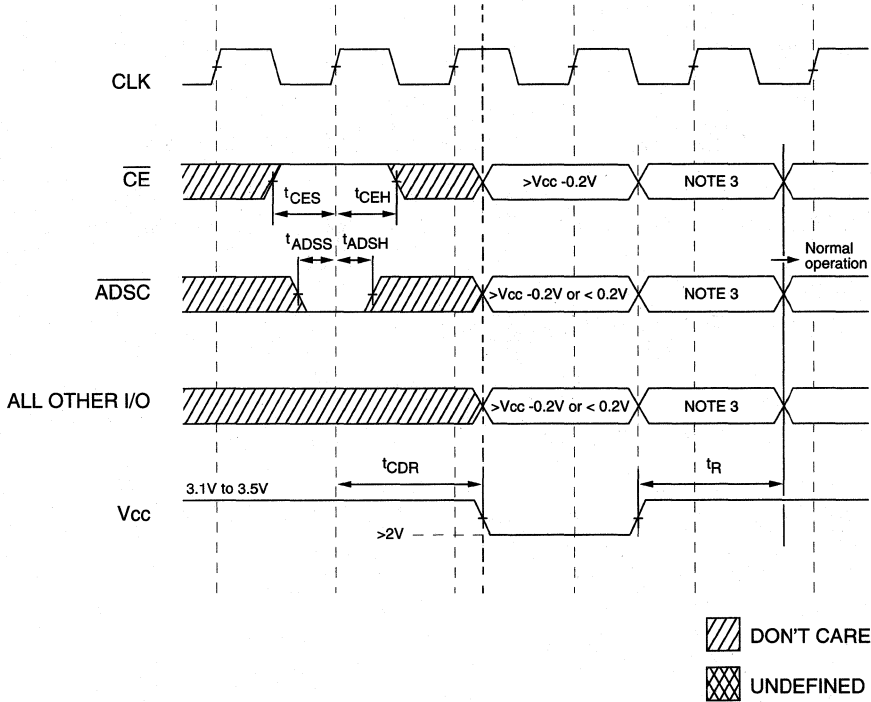 CLK
CE
>Vcc -0.2V
NOTE 3
tCES
tCEH
tADSS
tADSH
Normal
operation
ADSC
>Vcc -0.2V or < 0.2V
NOTE 3
ALL OTHER I/O
>Vcc -0.2V or < 0.2V
NOTE 3
tCDR
tR
3.1V to 3.5V
Vcc
>2V
DON'T CARE
UNDEFINED